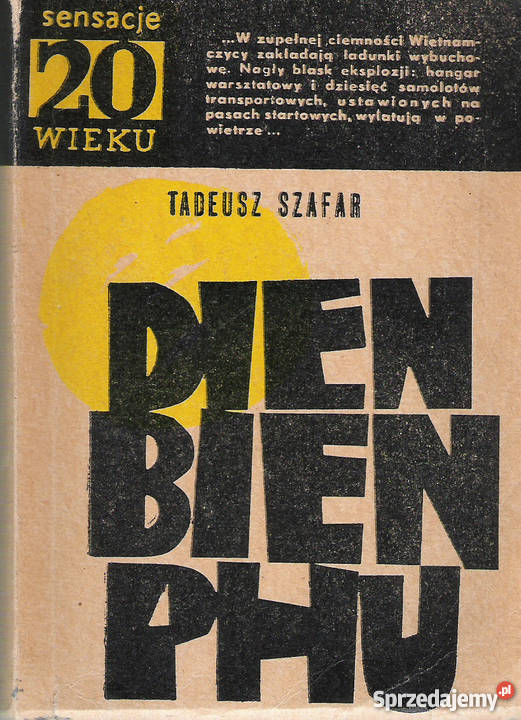 sensacje
20
WIEKU
...W zupełnej ciemności Wietnam-
czycy zakładają ładunki wybucho-
wę. Nagły blask eksplozji: hangar
warsztatowy i dziesięć samolotów
transportowych, ustawionych na
pasach startowych, wylatują w po-
wietrze...
TADEUSZ SZAFAR
DIEN
BIEN
PHU
Sprzedajemy.pl